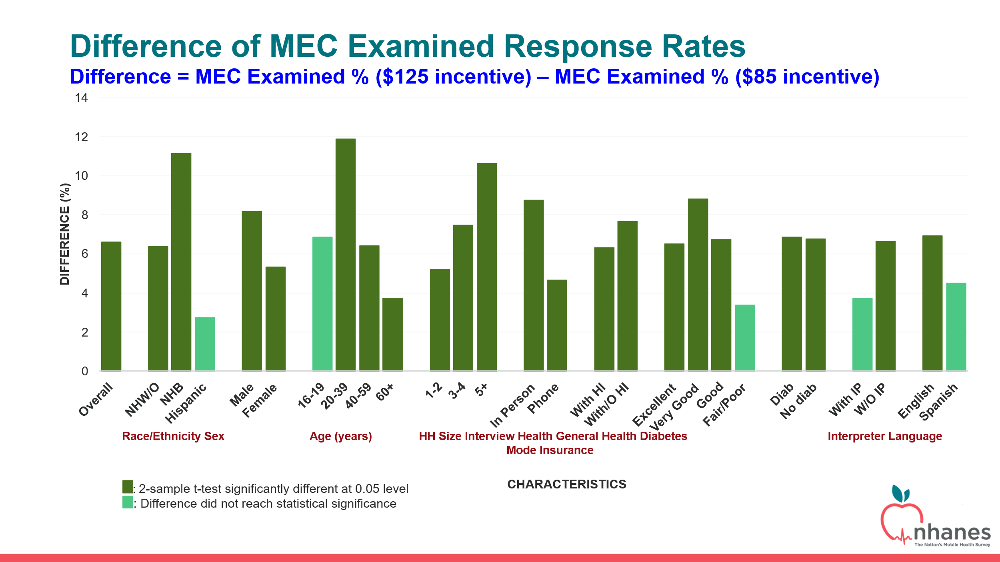 Difference of MEC Examined Response Rates
Difference = MEC Examined % ($125 incentive) – MEC Examined % ($85 incentive)
14
12
10
8
6
4
2
0
DIFFERENCE (%)
Overall
NHW/O
NHB
Hispanic
Male
Female
16-19
20-39
40-59
60+
1-2
3-4
5+
In Person
Phone
With HI
With/O HI
Excellent
Very Good
Good
Fair/Poor
Diab
No diab
With IP
W/O IP
English
Spanish
Race/Ethnicity Sex
Age (years)
HH Size Interview Health General Health Diabetes
Mode Insurance
Interpreter Language
CHARACTERISTICS
: 2-sample t-test significantly different at 0.05 level
: Difference did not reach statistical significance
nhanes
The Nation's Mobile Health Survey